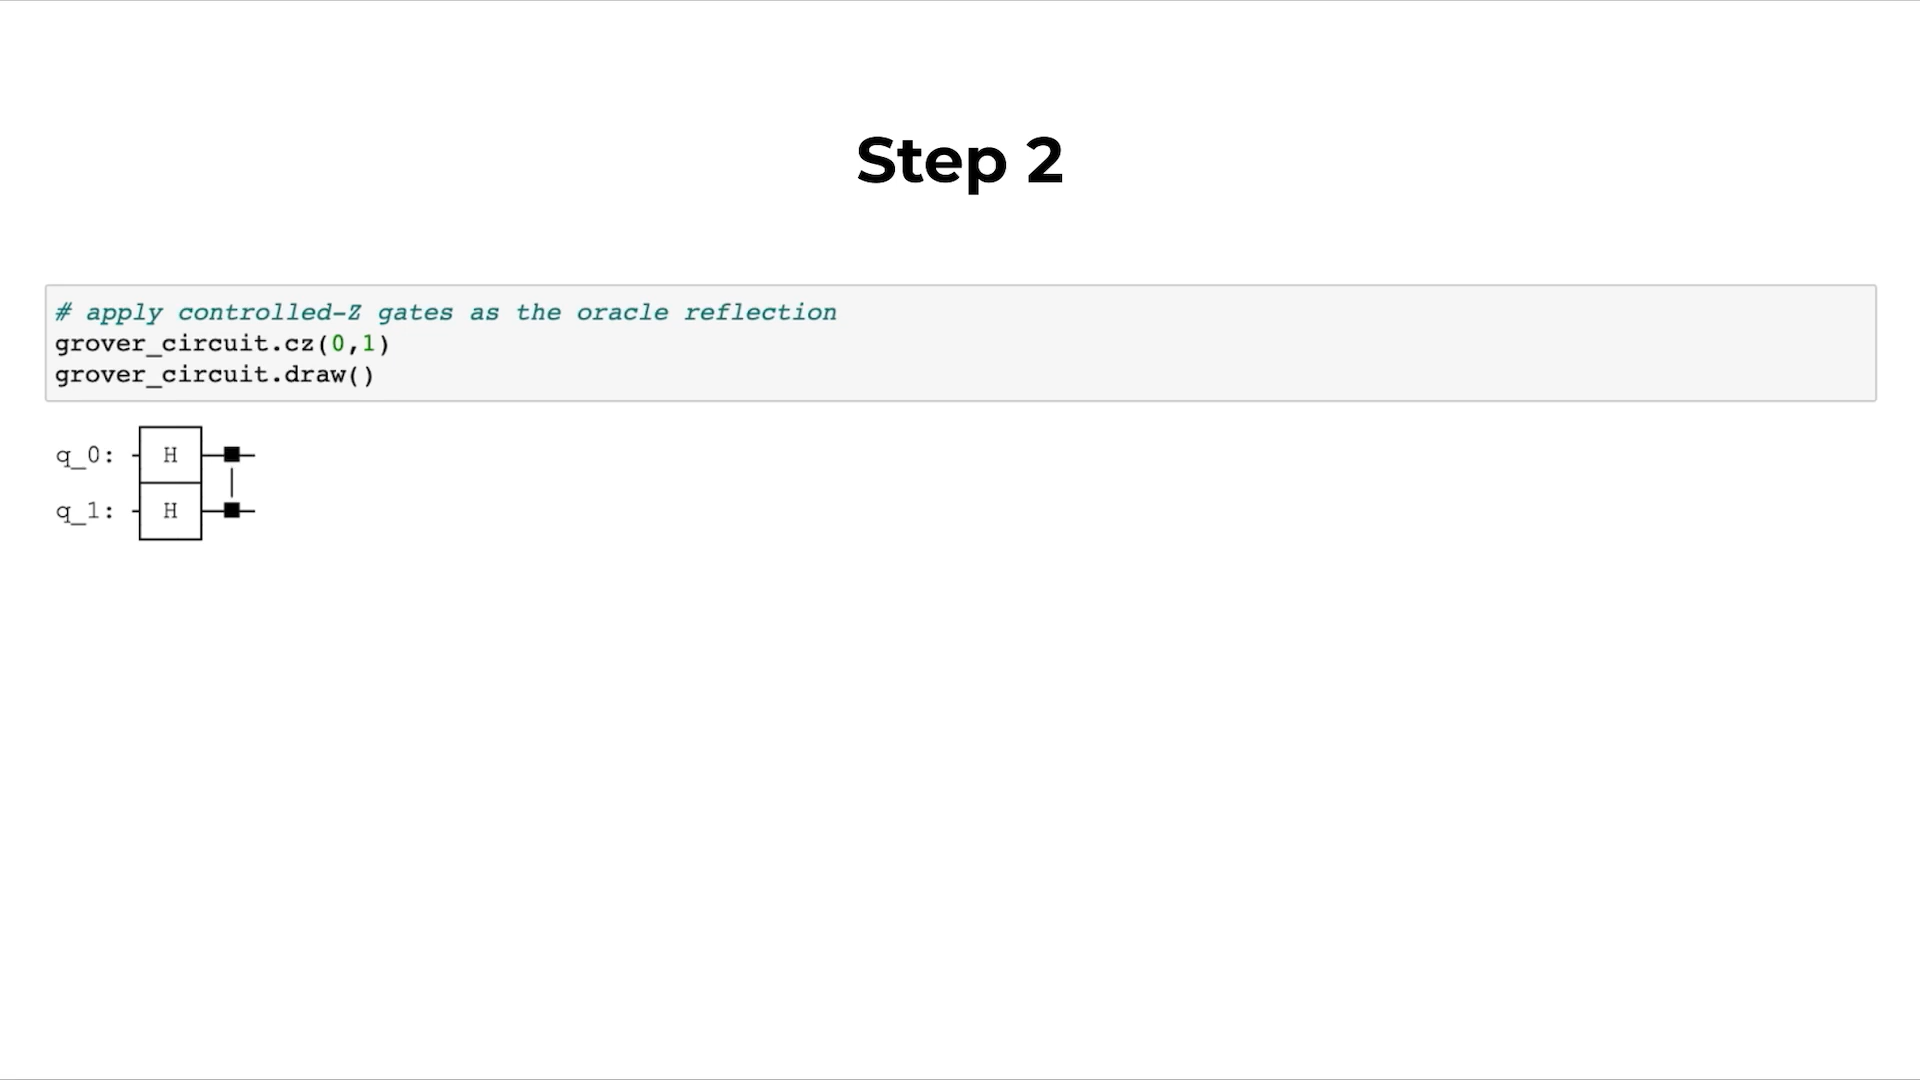 Step 2
# apply controlled-Z gates as the oracle reflection
grover_circuit.cz(0,1)
grover_circuit.draw()
q_0: H
q_1: H